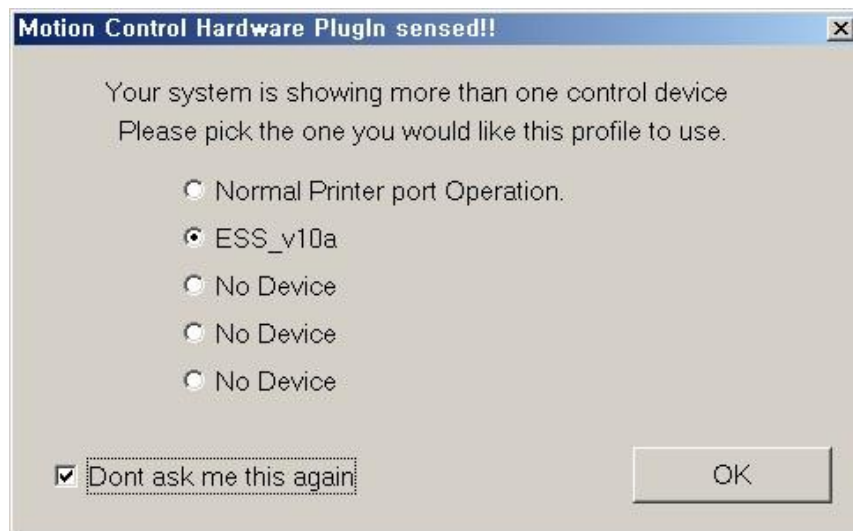 Motion Control Hardware PlugIn sensed!!
Your system is showing more than one control device
Please pick the one you would like this profile to use.
Normal Printer port Operation.
ESS_v10a
No Device
No Device
No Device
Dont ask me this again
OK